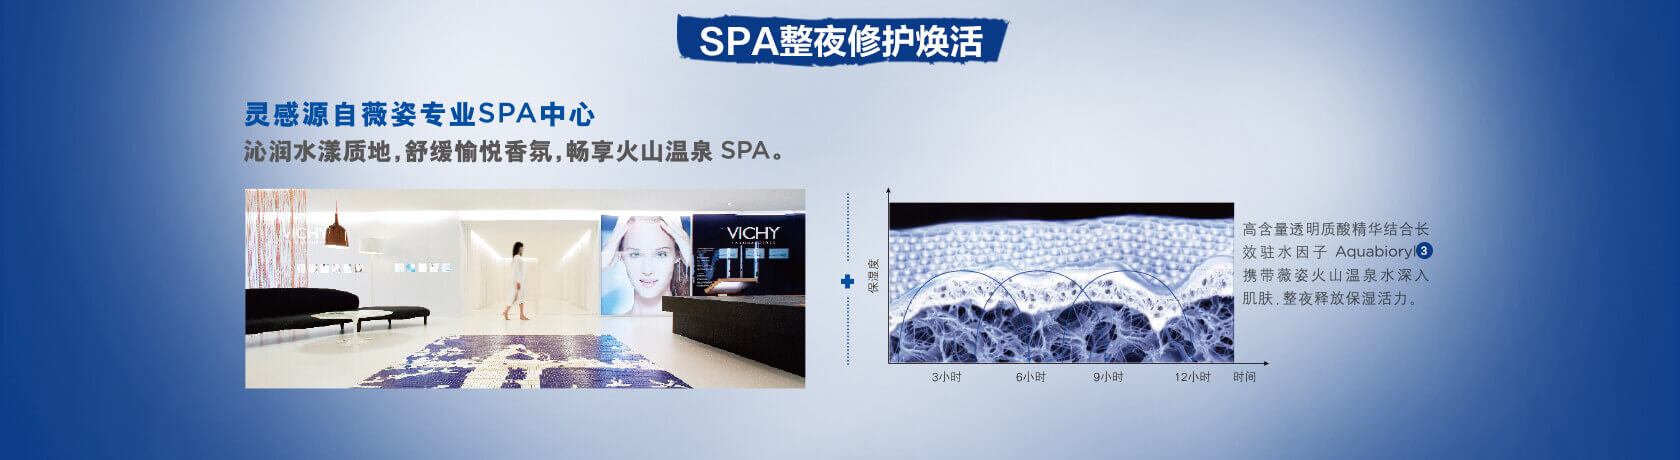 SPA整夜修护焕活
灵感源自薇姿专业SPA中心
沁润水漾质地,舒缓愉悦香氛,畅享火山温泉 SPA。
VICHY
VICHY
LABORATOIRES
保湿度
3小时
6小时
9小时
12小时
时间
高含量透明质酸精华结合长
效驻水因子 Aquabioryl 3
携带薇姿火山温泉水深入
肌肤,整夜释放保湿活力。